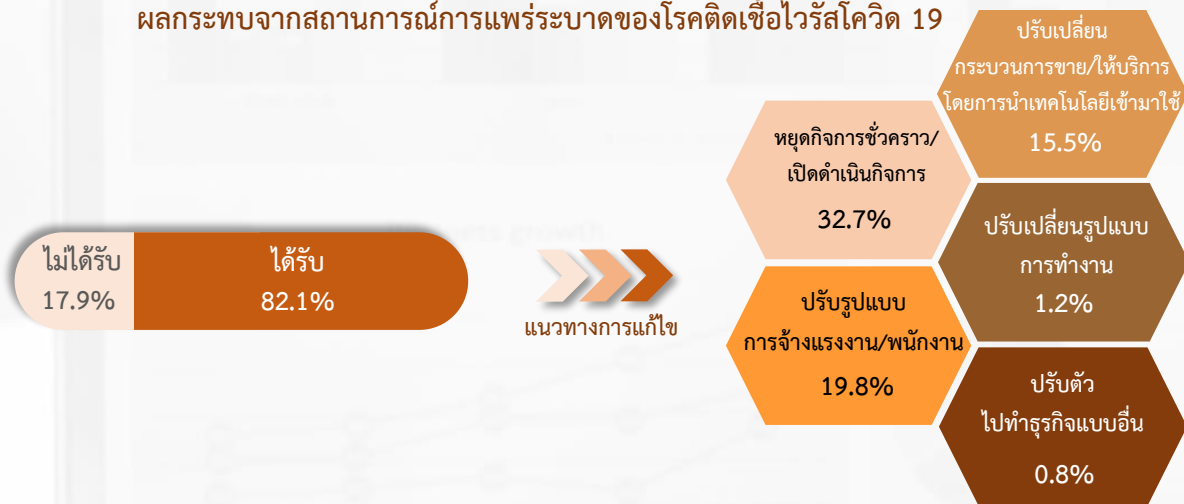 ผลกระทบจากสถานการณ์การแพร่ระบาดของโรคติดเชื้อไวรัสโควิด 19
ไม่ได้รับ
17.9%
ได้รับ
82.1%
แนวทางการแก้ไข
หยุดกิจการชั่วคราว/
เปิดดำเนินกิจการ
32.7%
ปรับรูปแบบ
การจ้างแรงงาน/พนักงาน
19.8%
ปรับเปลี่ยน
กระบวนการขาย/ให้บริการ
โดยการนำเทคโนโลยีเข้ามาใช้
15.5%
ปรับเปลี่ยนรูปแบบ
การทำงาน
1.2%
ปรับตัว
ไปทำธุรกิจแบบอื่น
0.8%